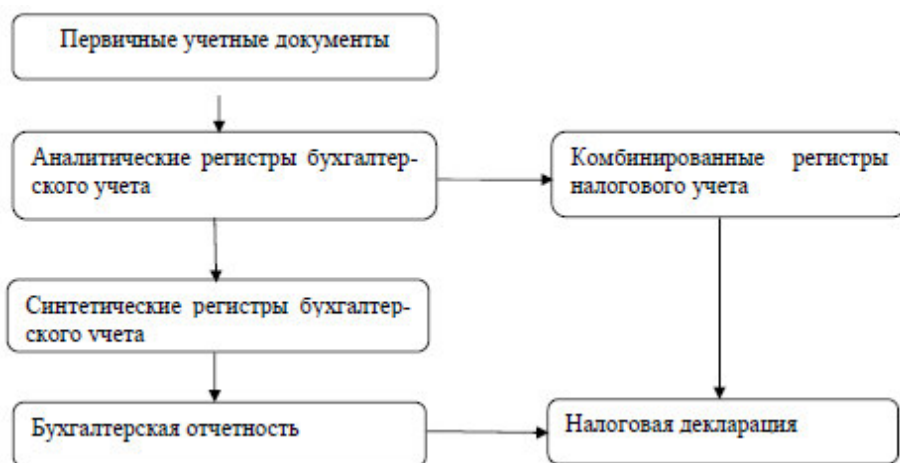 Первичные учетные документы
Аналитические регистры бухгалтер-
ского учета
Комбинированные регистры
налогового учета
Синтетические регистры бухгалтер-
ского учета
Бухгалтерская отчетность
Налоговая декларация